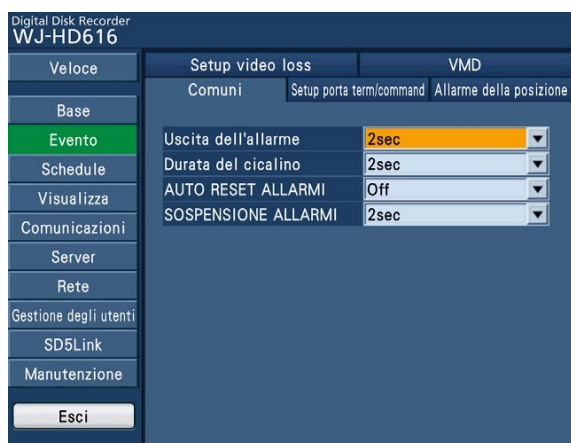 Digital Disk Recorder
WJ-HD616
Veloce
Base
Evento
Schedule
Visualizza
Comunicazioni
Server
Rete
Gestione degli utenti
SD5Link
Manutenzione
Esci
Setup video loss
VMD
Comuni
Setup porta term/command
Allarme della posizione
Uscita dell'allarme 2sec
Durata del cicalino 2sec
AUTO RESET ALLARMI Off
SOSPENSIONE ALLARMI 2sec